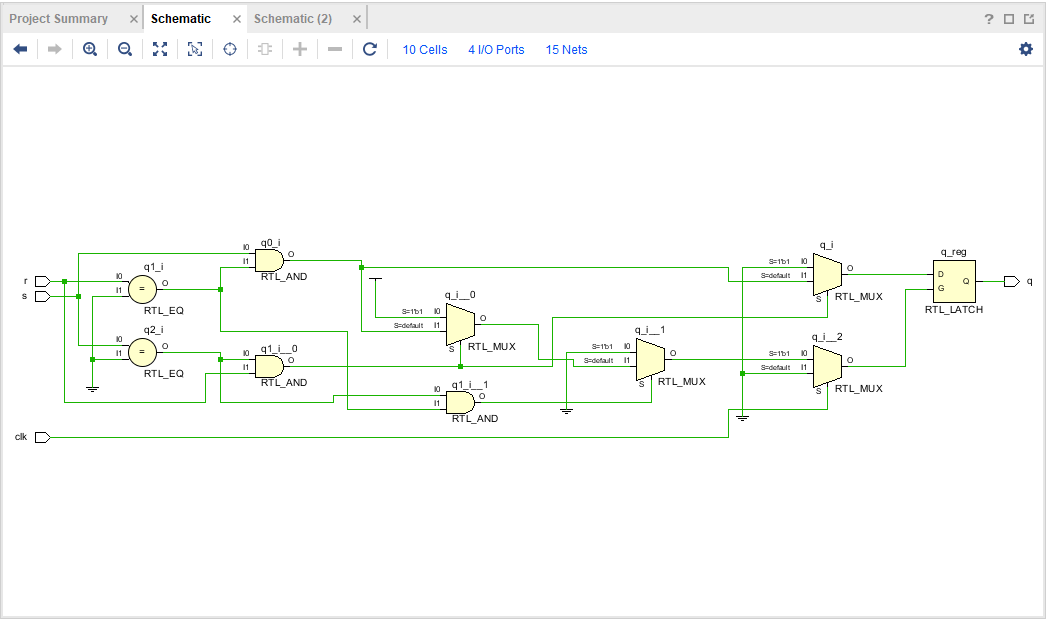 Project Summary × Schematic × Schematic (2) ×
? 
10 Cells 4 I/O Ports 15 Nets
q0_i
I0
I1
O
RTL_AND
r
s
q1_i
I0
I1
=
O
RTL_EQ
q2_i
I0
I1
=
O
RTL_EQ
q1_i__0
I0
I1
O
RTL_AND
q_i__0
S=1'b1 I0
S=default I1
O
S
RTL_MUX
q1_i__1
I0
I1
O
RTL_AND
q_i__1
S=1'b1 I0
S=default I1
O
S
RTL_MUX
q_i
S=1'b1 I0
S=default I1
O
S
RTL_MUX
q_i__2
S=1'b1 I0
S=default I1
O
S
RTL_MUX
q_reg
D
G
Q
RTL_LATCH
q
clk